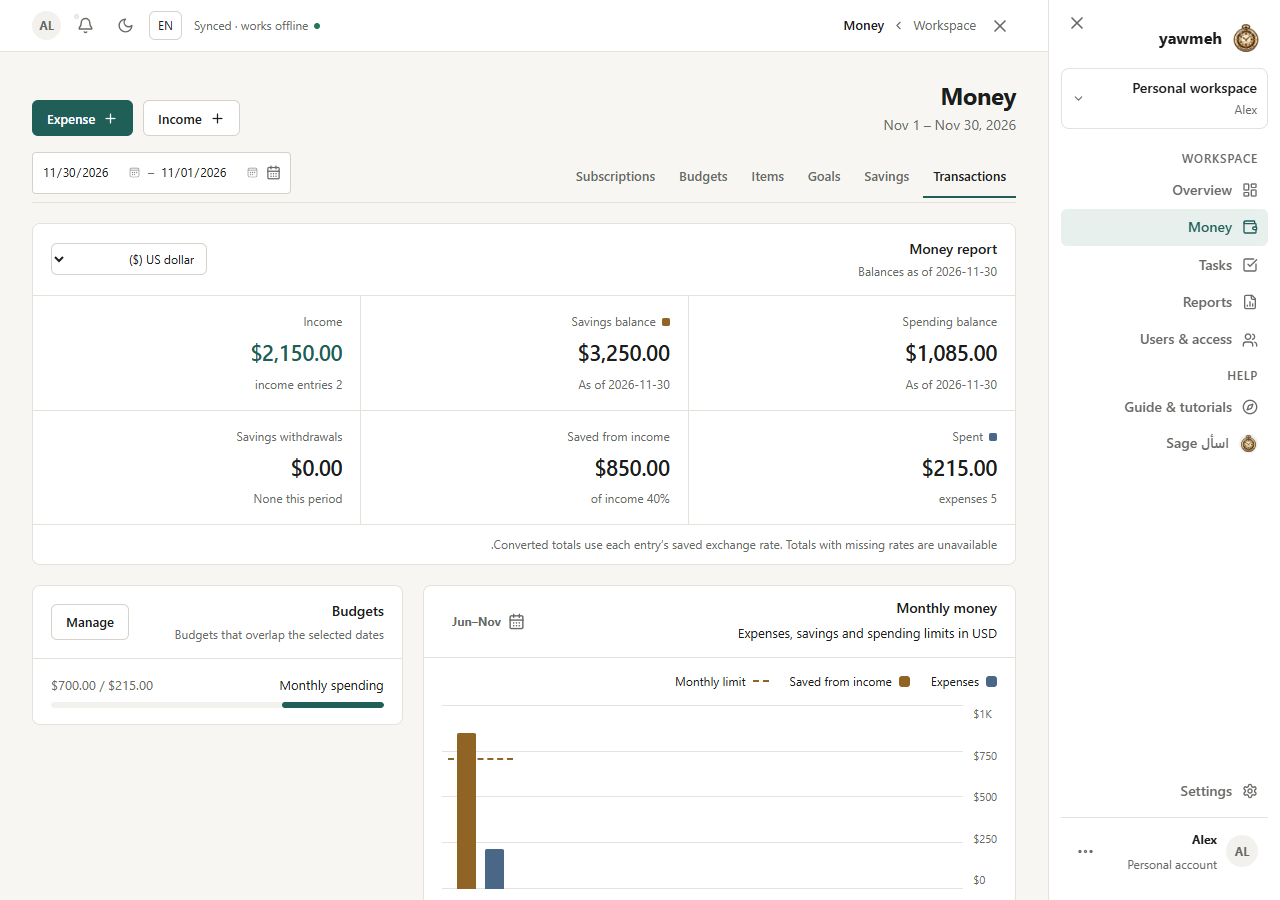 yawmeh
Personal workspace
Alex
WORKSPACE
Overview
Money
Tasks
Reports
Users & access
HELP
Guide & tutorials
اسأل Sage
Settings
Alex
Personal account
AL
AL
EN
Synced · works offline
Money
Workspace
Money
Nov 1 – Nov 30, 2026
Expense
Income
11/30/2026 – 11/01/2026
Subscriptions
Budgets
Items
Goals
Savings
Transactions
Money report
Balances as of 2026-11-30
($) US dollar
Spending balance
$1,085.00
As of 2026-11-30
Savings balance
$3,250.00
As of 2026-11-30
Income
$2,150.00
income entries 2
Spent
$215.00
expenses 5
Saved from income
$850.00
of income 40%
Savings withdrawals
$0.00
None this period
.Converted totals use each entry’s saved exchange rate. Totals with missing rates are unavailable
Monthly money
Expenses, savings and spending limits in USD
Jun–Nov
Monthly limit
Saved from income
Expenses
$1K
$750
$500
$250
$0
Budgets
Budgets that overlap the selected dates
Manage
Monthly spending
$700.00 / $215.00